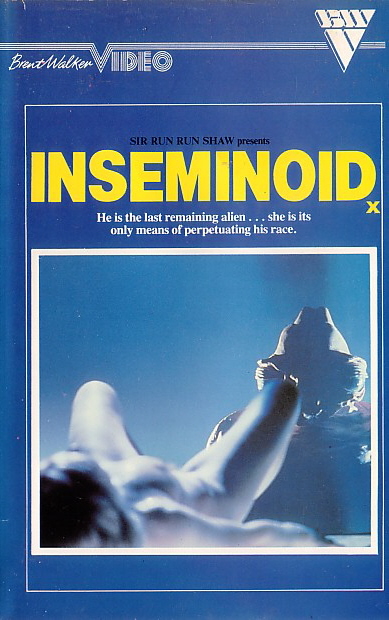 BW
V
Brent Walker VIDEO
SIR RUN RUN SHAW presents
INSEMINOID
x
He is the last remaining alien . . . she is its
only means of perpetuating his race.